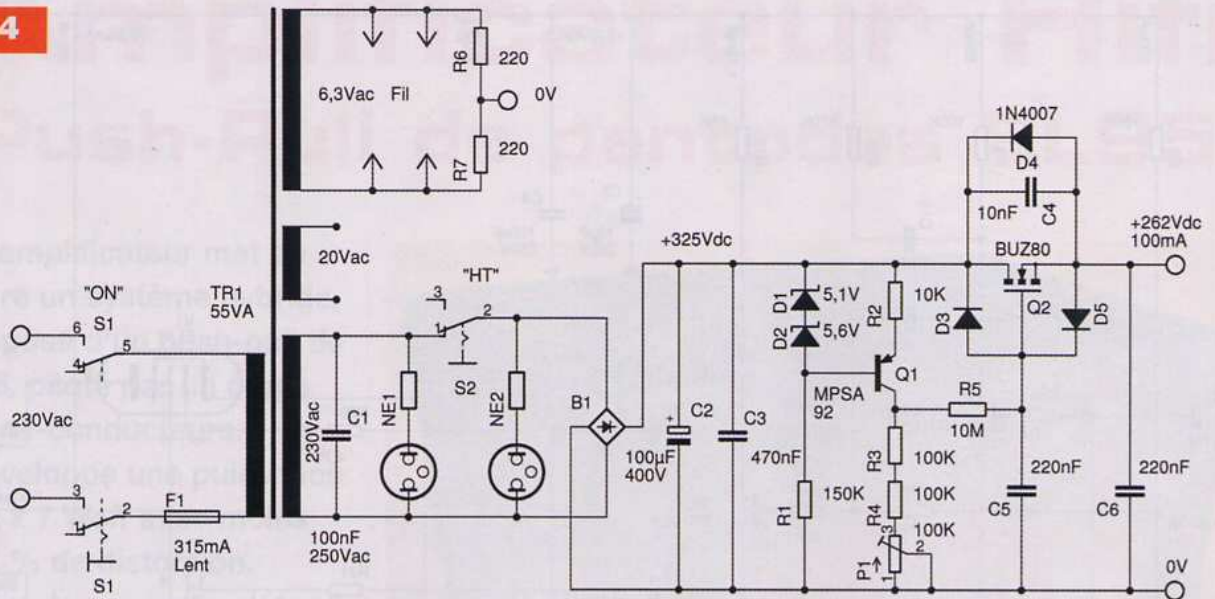 4
6,3Vac Fil
R6
220
0V
R7
220
1N4007
D4
10nF
C4
+262Vdc
100mA
+325Vdc
BUZ80
Q2
D3
D5
"ON"
S1
6
5
4
TR1
55VA
20Vac
"HT"
3
1
2
S2
D1
5,1V
D2
5,6V
10K
R2
Q1
MPSA
92
R5
10M
230Vac
230Vac
C1
NE1
NE2
B1
C2
100µF
400V
C3
470nF
R1
150K
R3
100K
R4
100K
100K
3
2
1
P1
220nF
C5
220nF
C6
3
2
1
F1
315mA
Lent
S1
100nF
250Vac
0V